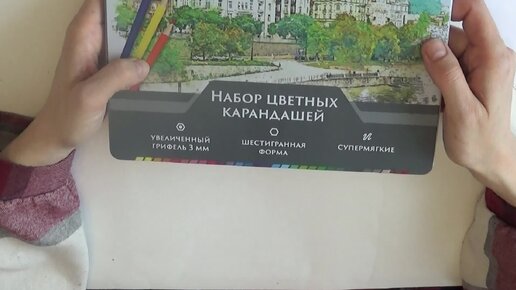 НАБОР ЦВЕТНЫХ
КАРАНДАШЕЙ
УВЕЛИЧЕННЫЙ
ГРИФЕЛЬ 3 ММ
ШЕСТИГРАННАЯ
ФОРМА
СУПЕРМЯГКИЕ